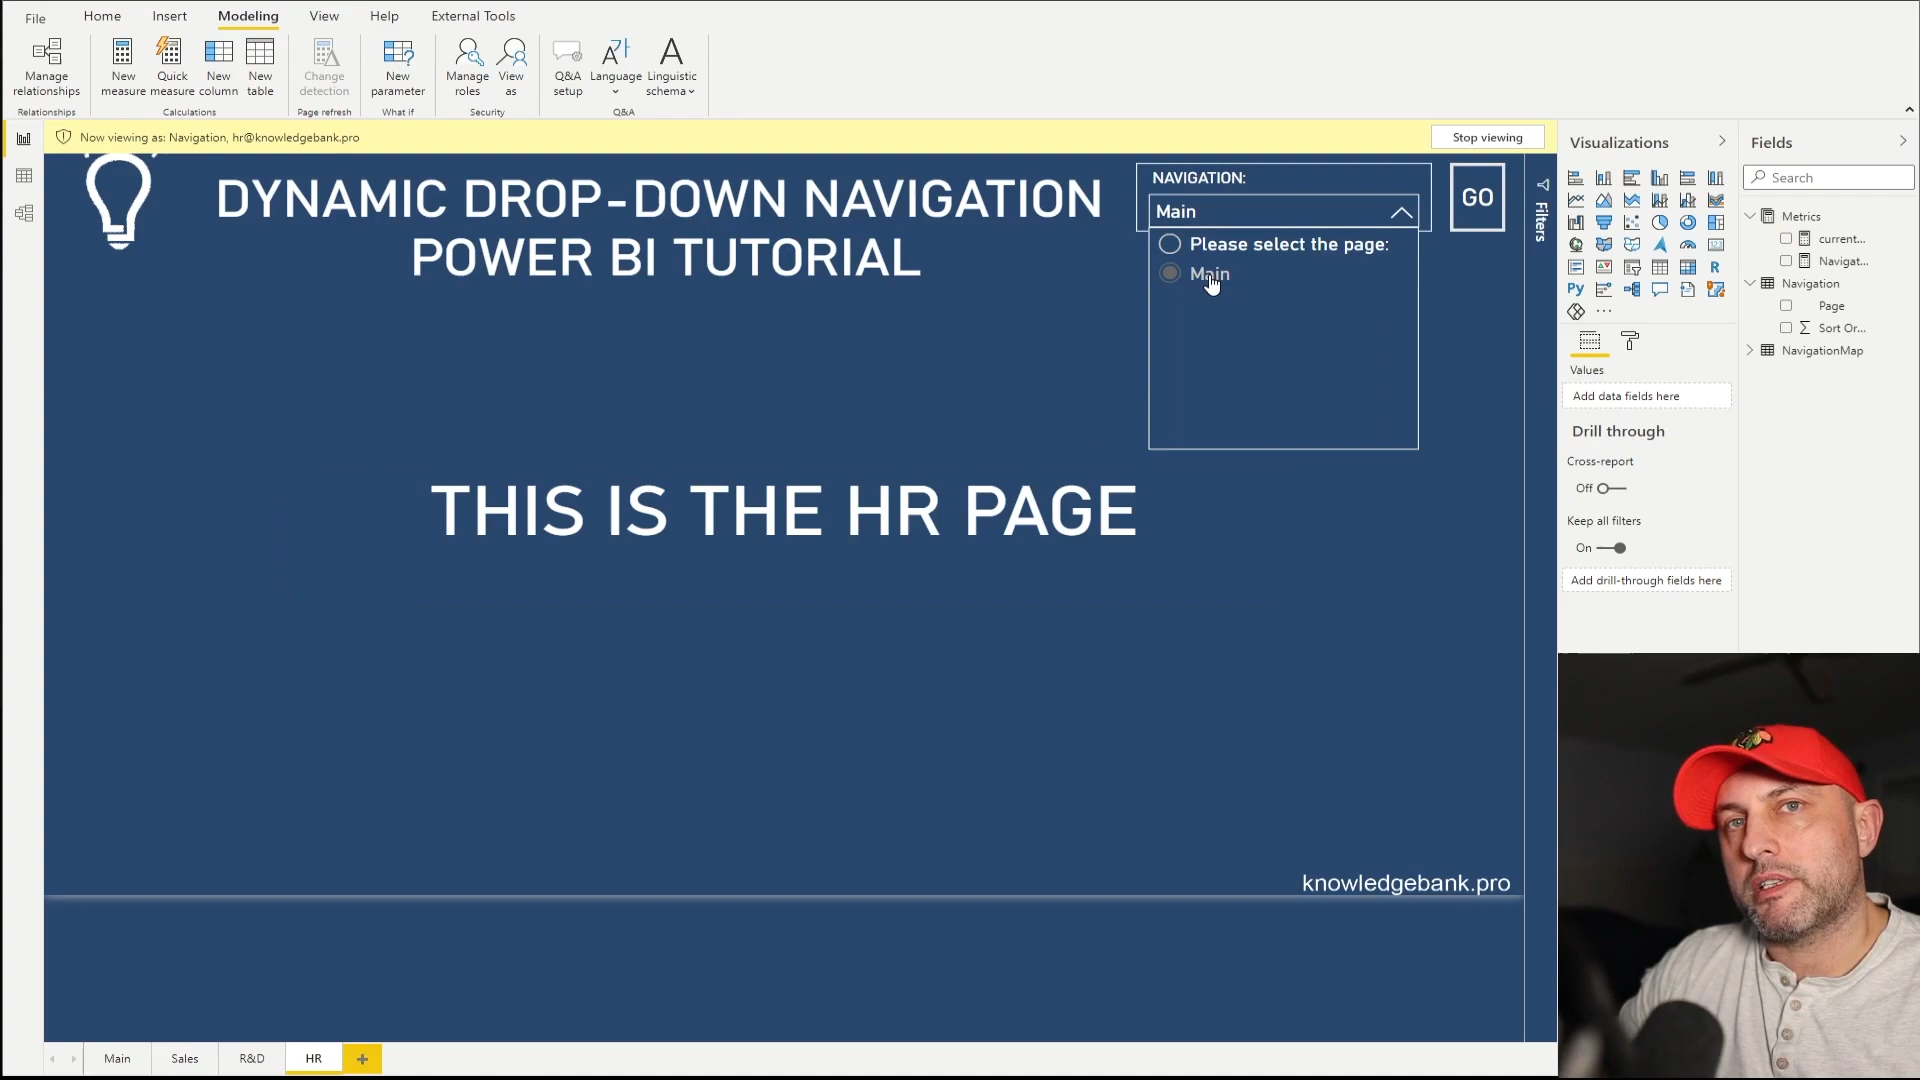 File
Home
Insert
Modeling
View
Help
External Tools
Manage
relationships
New
measure
Quick
measure
New
column
New
table
Change
detection
New
parameter
Manage
roles
View
as
Q&A
setup
Language
Linguistic
schema
Relationships
Calculations
Page refresh
What if
Security
Q&A
Now viewing as: Navigation, hr@knowledgebank.pro
Stop viewing
DYNAMIC DROP-DOWN NAVIGATION
POWER BI TUTORIAL
NAVIGATION:
Main
Please select the page:
Main
GO
Filters
THIS IS THE HR PAGE
knowledgebank.pro
Visualizations
R
Py
...
Values
Add data fields here
Drill through
Cross-report
Off
Keep all filters
On
Add drill-through fields here
Fields
Search
Metrics
current...
Navigat...
Navigation
Page
Sort Or...
NavigationMap
Main
Sales
R&D
HR